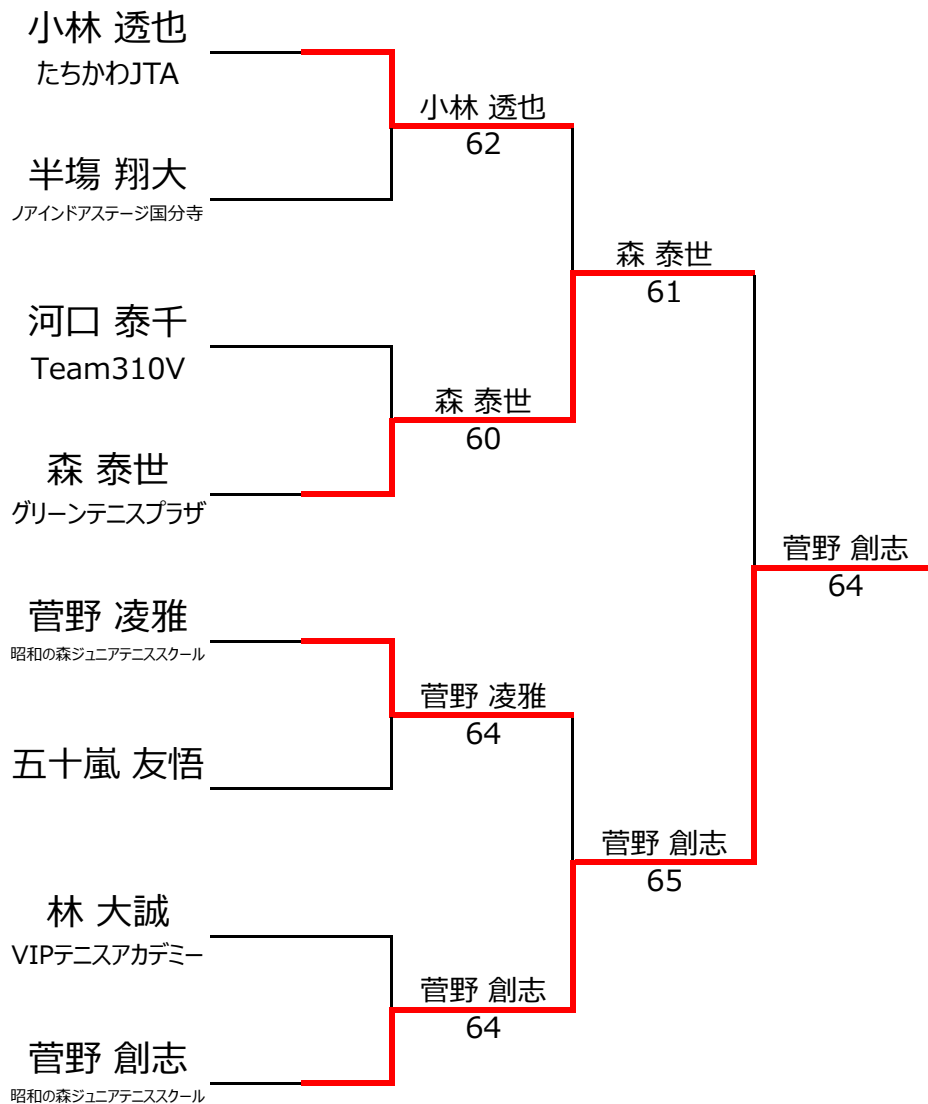 小林 透也
たちかわJTA
小林 透也
62
半塲 翔大
ノアインドアステージ国分寺
森 泰世
61
河口 泰千
Team310V
森 泰世
60
森 泰世
グリーンテニスプラザ
菅野 創志
64
菅野 凌雅
昭和の森ジュニアテニススクール
菅野 凌雅
64
五十嵐 友悟
菅野 創志
65
林 大誠
VIPテニスアカデミー
菅野 創志
64
菅野 創志
昭和の森ジュニアテニススクール